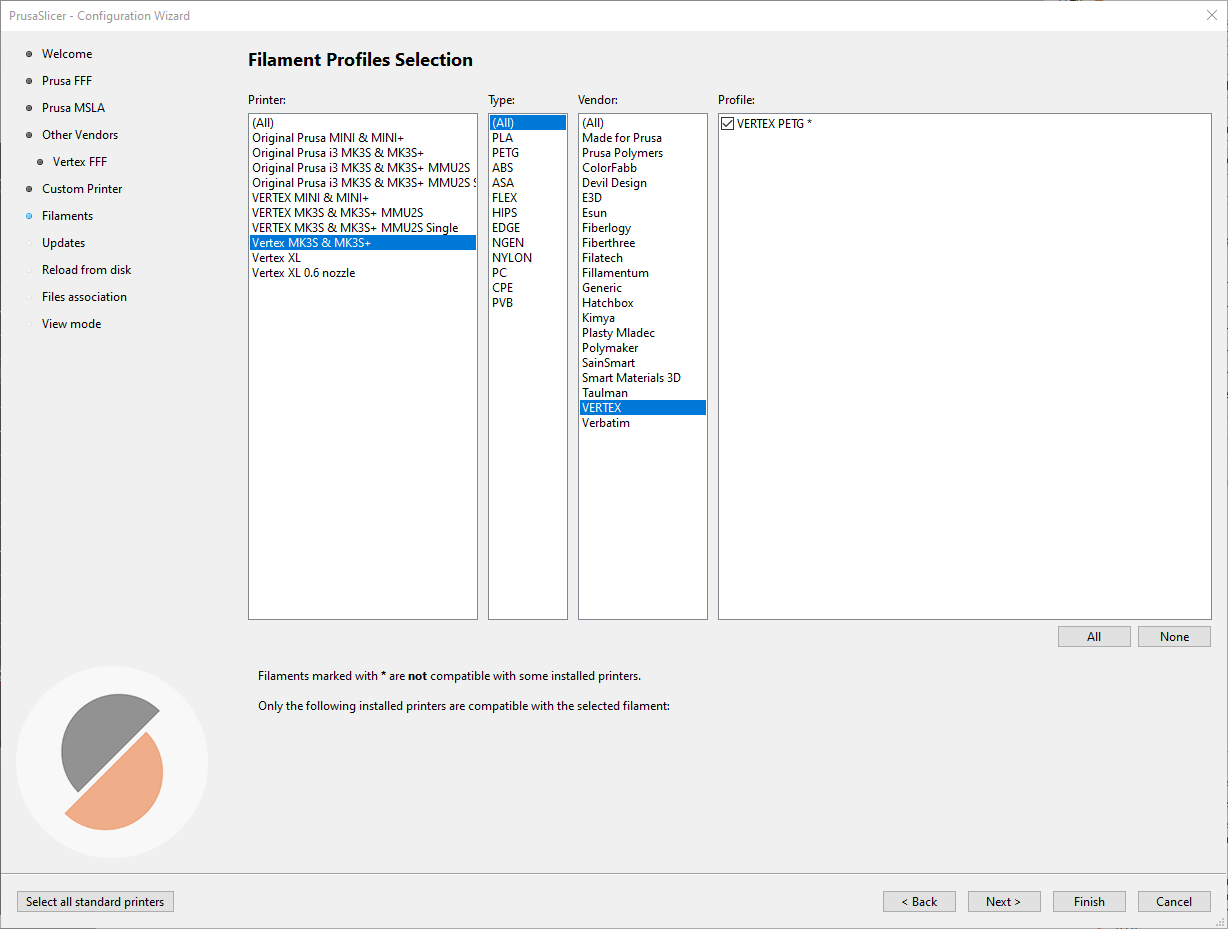 PrusaSlicer - Configuration Wizard
Welcome
Prusa FFF
Prusa MSLA
Other Vendors
Vertex FFF
Custom Printer
Filaments
Updates
Reload from disk
Files association
View mode
Filament Profiles Selection
Printer:
(All)
Original Prusa MINI & MINI+
Original Prusa i3 MK3S & MK3S+
Original Prusa i3 MK3S & MK3S+ MMU2S
Original Prusa i3 MK3S & MK3S+ MMU2S S
VERTEX MINI & MINI+
VERTEX MK3S & MK3S+ MMU2S
VERTEX MK3S & MK3S+ MMU2S Single
Vertex MK3S & MK3S+
Vertex XL
Vertex XL 0.6 nozzle
Type:
(All)
PLA
PETG
ABS
ASA
FLEX
HIPS
EDGE
NGEN
NYLON
PC
CPE
PVB
Vendor:
(All)
Made for Prusa
Prusa Polymers
ColorFabb
Devil Design
E3D
Esun
Fiberlogy
Fiberthree
Filatech
Fillamentum
Generic
Hatchbox
Kimya
Plasty Mladec
Polymaker
SainSmart
Smart Materials 3D
Taulman
VERTEX
Verbatim
Profile:
VERTEX PETG *
All
None
Filaments marked with * are not compatible with some installed printers.
Only the following installed printers are compatible with the selected filament:
Select all standard printers
< Back
Next >
Finish
Cancel